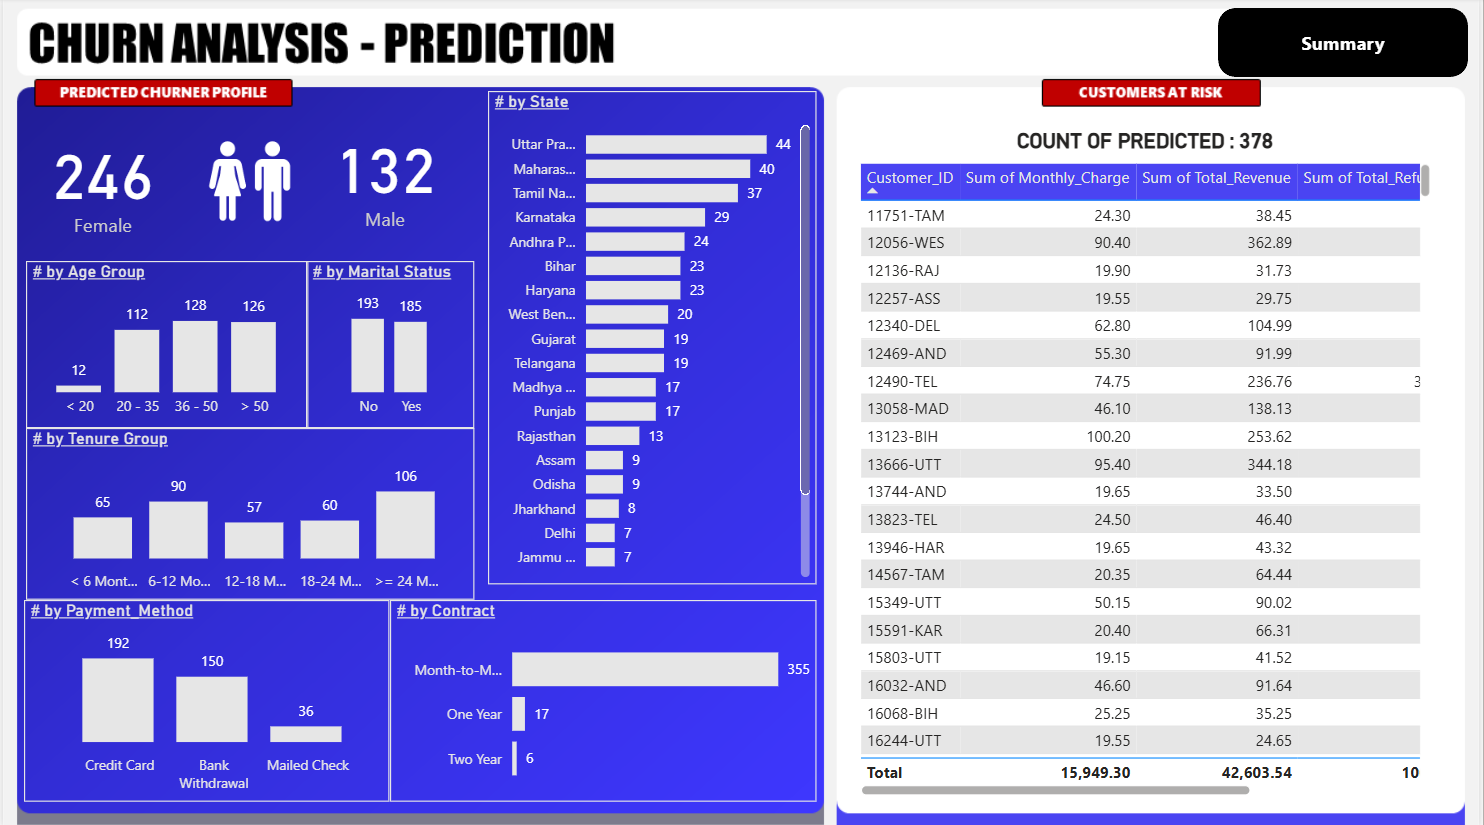 CHURN ANALYSIS - PREDICTION
Summary
PREDICTED CHURNER PROFILE
246
Female
132
Male
# by Age Group
12
112
128
126
< 20
20 - 35
36 - 50
> 50
# by Marital Status
193
185
No
Yes
# by Tenure Group
65
90
57
60
106
< 6 Mont...
6-12 Mo...
12-18 M...
18-24 M...
>= 24 M...
# by State
Uttar Pra... 44
Maharas... 40
Tamil Na... 37
Karnataka 29
Andhra P... 24
Bihar 23
Haryana 23
West Ben... 20
Gujarat 19
Telangana 19
Madhya ... 17
Punjab 17
Rajasthan 13
Assam 9
Odisha 9
Jharkhand 8
Delhi 7
Jammu ... 7
# by Payment_Method
192
150
36
Credit Card
Bank
Withdrawal
Mailed Check
# by Contract
Month-to-M... 355
One Year 17
Two Year 6
CUSTOMERS AT RISK
COUNT OF PREDICTED : 378
Customer_ID Sum of Monthly_Charge Sum of Total_Revenue Sum of Total_Refu
11751-TAM 24.30 38.45
12056-WES 90.40 362.89
12136-RAJ 19.90 31.73
12257-ASS 19.55 29.75
12340-DEL 62.80 104.99
12469-AND 55.30 91.99
12490-TEL 74.75 236.76 3
13058-MAD 46.10 138.13
13123-BIH 100.20 253.62
13666-UTT 95.40 344.18
13744-AND 19.65 33.50
13823-TEL 24.50 46.40
13946-HAR 19.65 43.32
14567-TAM 20.35 64.44
15349-UTT 50.15 90.02
15591-KAR 20.40 66.31
15803-UTT 19.15 41.52
16032-AND 46.60 91.64
16068-BIH 25.25 35.25
16244-UTT 19.55 24.65
Total 15,949.30 42,603.54 10